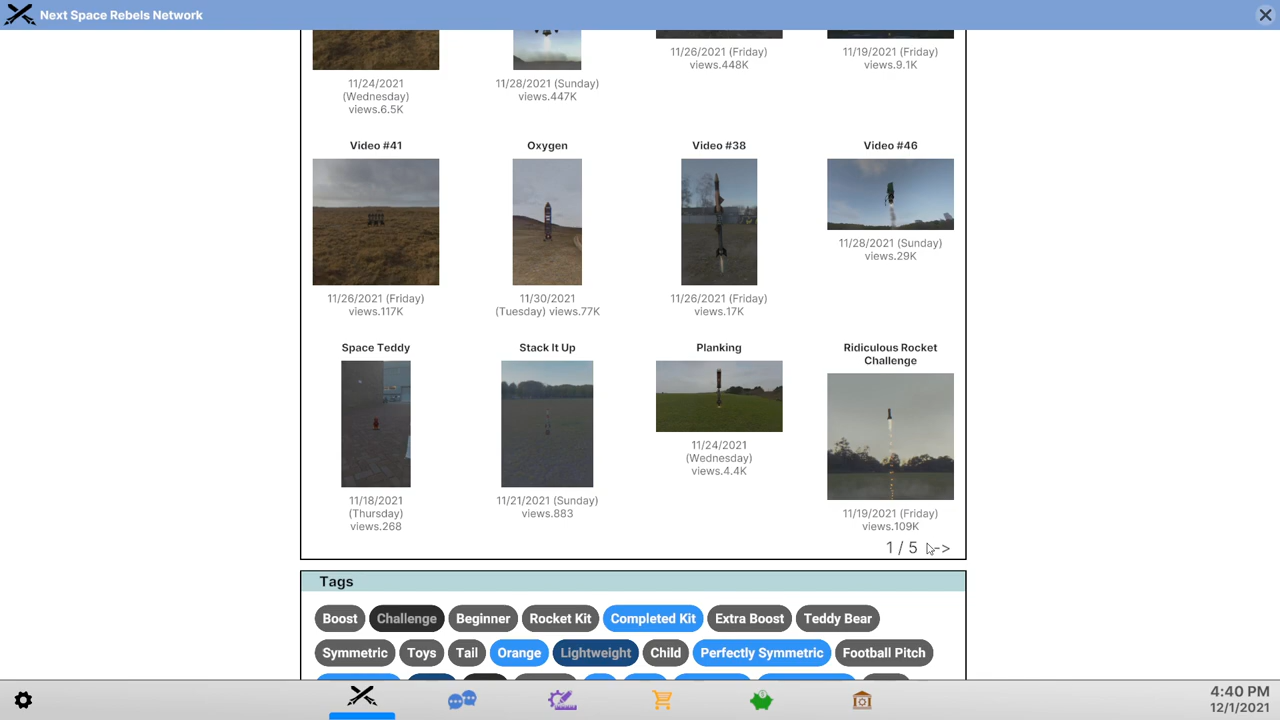 Next Space Rebels Network
11/24/2021
(Wednesday)
views.6.5K
11/28/2021 (Sunday)
views.447K
11/26/2021 (Friday)
views.448K
11/19/2021 (Friday)
views.9.1K
Video #41
11/26/2021 (Friday)
views.117K
Oxygen
11/30/2021
(Tuesday) views.77K
Video #38
11/26/2021 (Friday)
views.17K
Video #46
11/28/2021 (Sunday)
views.29K
Space Teddy
11/18/2021
(Thursday)
views.268
Stack It Up
11/21/2021 (Sunday)
views.883
Planking
11/24/2021
(Wednesday)
views.4.4K
Ridiculous Rocket
Challenge
11/19/2021 (Friday)
views.109K
1 / 5 -->
Tags
Boost Challenge Beginner Rocket Kit Completed Kit Extra Boost Teddy Bear
Symmetric Toys Tail Orange Lightweight Child Perfectly Symmetric Football Pitch
4:40 PM
12/1/2021